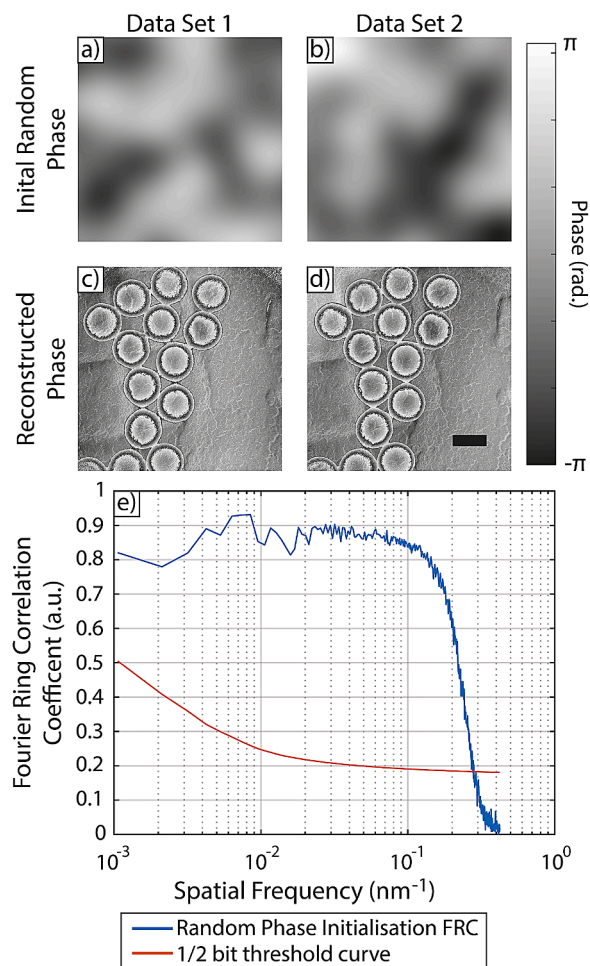 Data Set 1
Data Set 2
a)
b)
π
Inital Random
Phase
Phase (rad.)
c)
d)
Reconstructed
Phase
-π
e)
1
0.9
0.8
0.7
0.6
0.5
0.4
0.3
0.2
0.1
0
Fourier Ring Correlation
Coefficent (a.u.)
10-3
10-2
10-1
100
Spatial Frequency (nm-1)
Random Phase Initialisation FRC
1/2 bit threshold curve